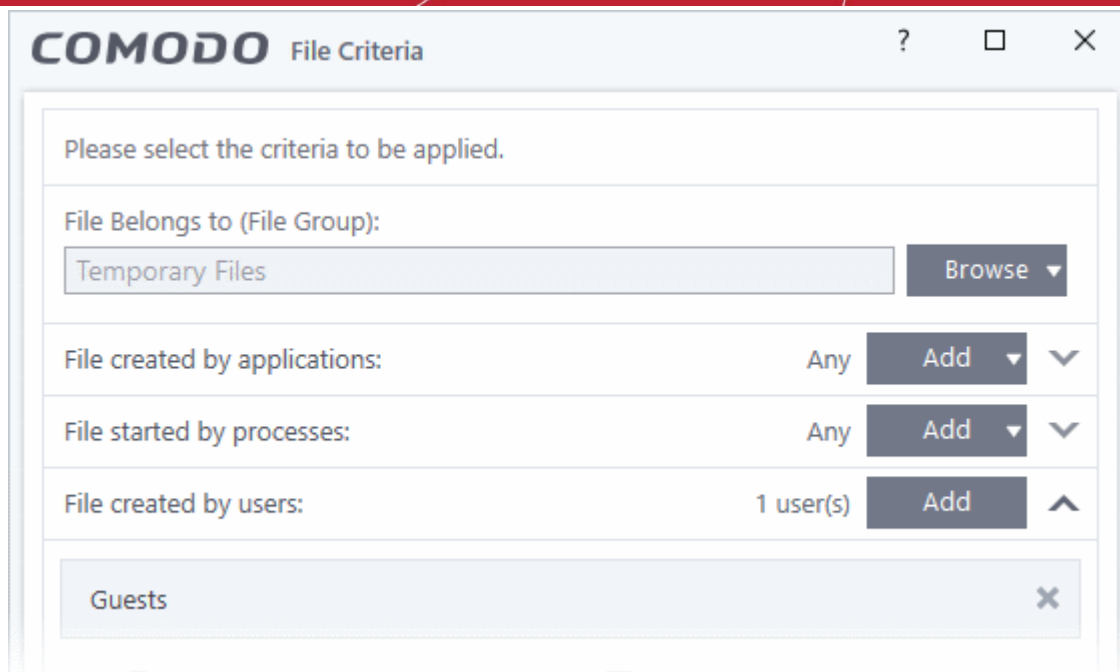 COMODO File Criteria ?
Please select the criteria to be applied.
File Belongs to (File Group):
Temporary Files Browse
File created by applications: Any Add
File started by processes: Any Add
File created by users: 1 user(s) Add
Guests